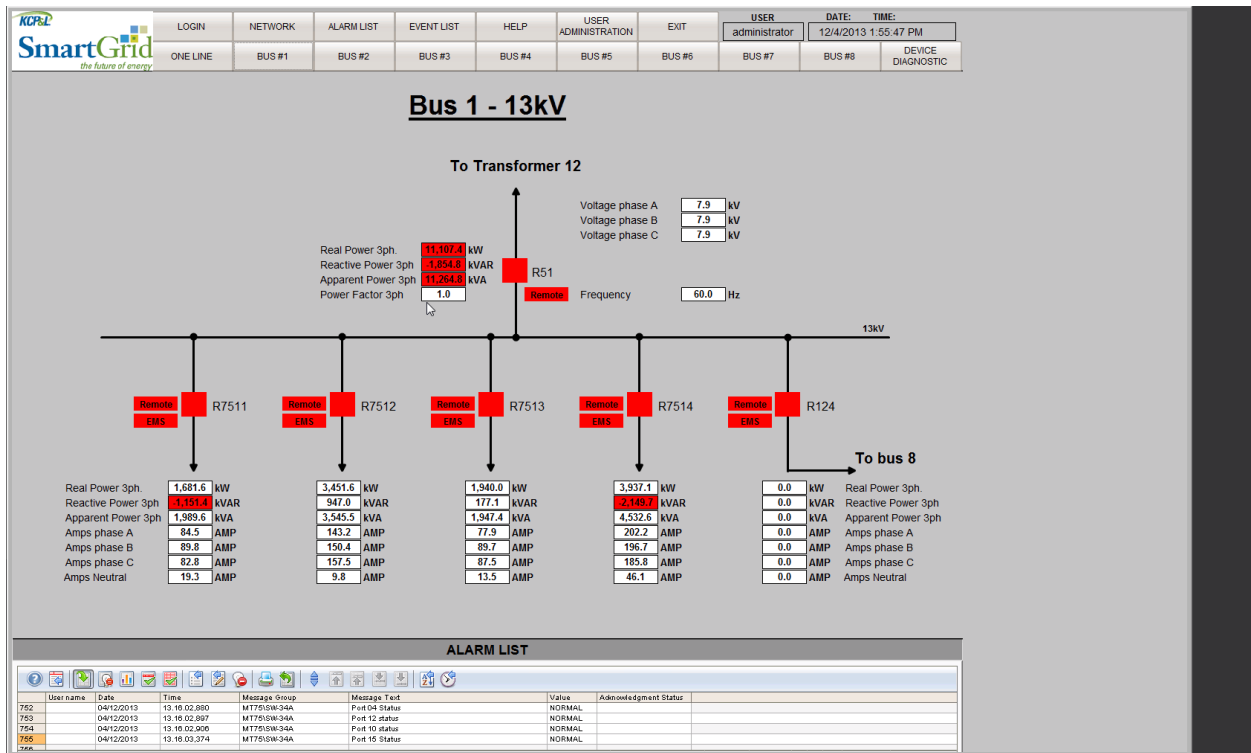 KCP&L
SmartGrid
the future of energy
LOGIN NETWORK ALARM LIST EVENT LIST HELP USER ADMINISTRATION EXIT
USER
administrator
DATE: TIME:
12/4/2013 1:55:47 PM
ONE LINE BUS #1 BUS #2 BUS #3 BUS #4 BUS #5 BUS #6 BUS #7 BUS #8 DEVICE DIAGNOSTIC
Bus 1 - 13kV
To Transformer 12
Voltage phase A 7.9 kV
Voltage phase B 7.9 kV
Voltage phase C 7.9 kV
Real Power 3ph. 11,107.4 kW
Reactive Power 3ph -1,854.8 kVAR
Apparent Power 3ph 11,264.8 kVA
Power Factor 3ph 1.0
R51
Remote
Frequency 60.0 Hz
13kV
Remote EMS R7511
Remote EMS R7512
Remote EMS R7513
Remote EMS R7514
Remote EMS R124
To bus 8
Real Power 3ph. 1,681.6 kW 3,451.6 kW 1,940.0 kW 3,937.1 kW 0.0 kW Real Power 3ph.
Reactive Power 3ph -1,151.4 kVAR 947.0 kVAR 177.1 kVAR -2,149.7 kVAR 0.0 kVAR Reactive Power 3ph
Apparent Power 3ph 1,989.6 kVA 3,545.5 kVA 1,947.4 kVA 4,532.6 kVA 0.0 kVA Apparent Power 3ph
Amps phase A 84.5 AMP 143.2 AMP 77.9 AMP 202.2 AMP 0.0 AMP Amps phase A
Amps phase B 89.8 AMP 150.4 AMP 89.7 AMP 196.7 AMP 0.0 AMP Amps phase B
Amps phase C 82.8 AMP 157.5 AMP 87.5 AMP 185.8 AMP 0.0 AMP Amps phase C
Amps Neutral 19.3 AMP 9.8 AMP 13.5 AMP 46.1 AMP 0.0 AMP Amps Neutral
ALARM LIST
User name Date Time Message Group Message Text Value Acknowledgment Status
752 04/12/2013 13.16.02,880 MT75\SW-34A Port 04 Status NORMAL
753 04/12/2013 13.16.02,897 MT75\SW-34A Port 12 status NORMAL
754 04/12/2013 13.16.02,906 MT75\SW-34A Port 10 status NORMAL
755 04/12/2013 13.16.03,374 MT75\SW-34A Port 15 Status NORMAL